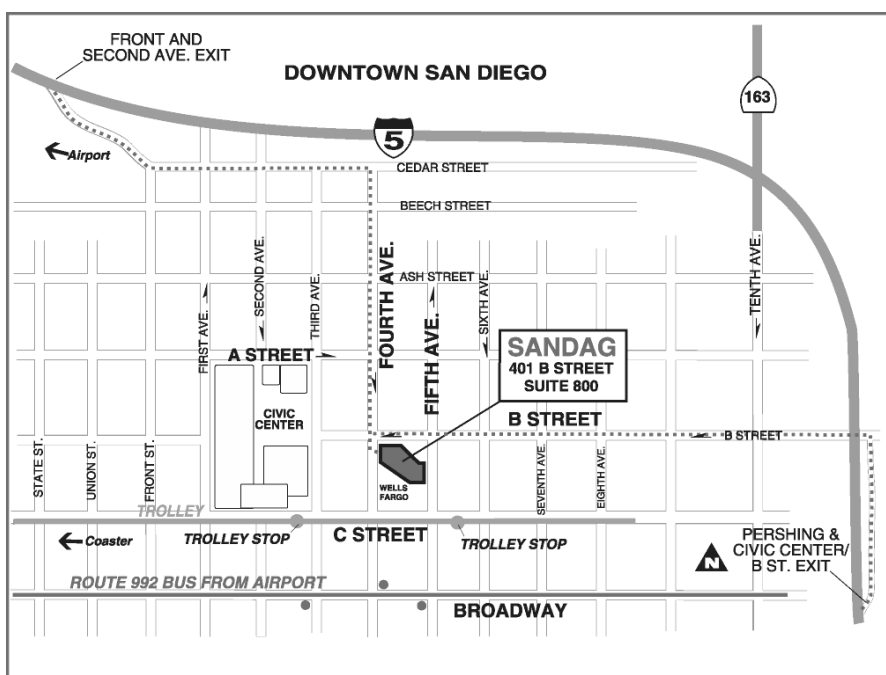 FRONT AND
SECOND AVE. EXIT
DOWNTOWN SAN DIEGO
163
5
Airport
CEDAR STREET
BEECH STREET
ASH STREET
FIRST AVE.
SECOND AVE.
THIRD AVE.
FOURTH AVE.
FIFTH AVE.
SIXTH AVE.
TENTH AVE.
A STREET
SANDAG
401 B STREET
SUITE 800
B STREET
B STREET
CIVIC
CENTER
STATE ST.
UNION ST.
FRONT ST.
WELLS
FARGO
SEVENTH AVE.
EIGHTH AVE.
TROLLEY
Coaster
TROLLEY STOP
C STREET
TROLLEY STOP
N
PERSHING &
CIVIC CENTER/
B ST. EXIT
ROUTE 992 BUS FROM AIRPORT
BROADWAY